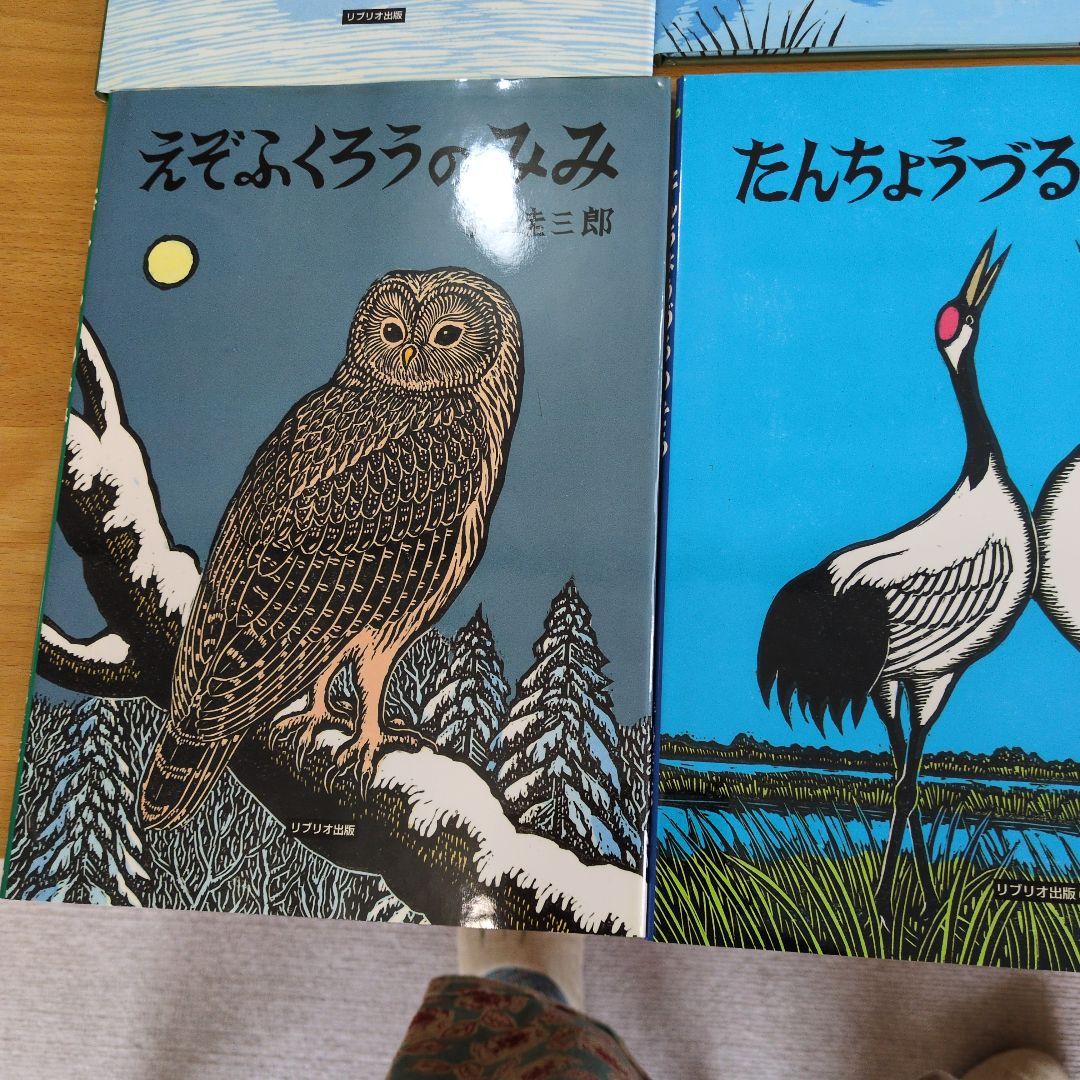 リブリオ出版
えぞふくろうのみみ
圭三郎
リブリオ出版
たんちょうづる
リブリオ出版